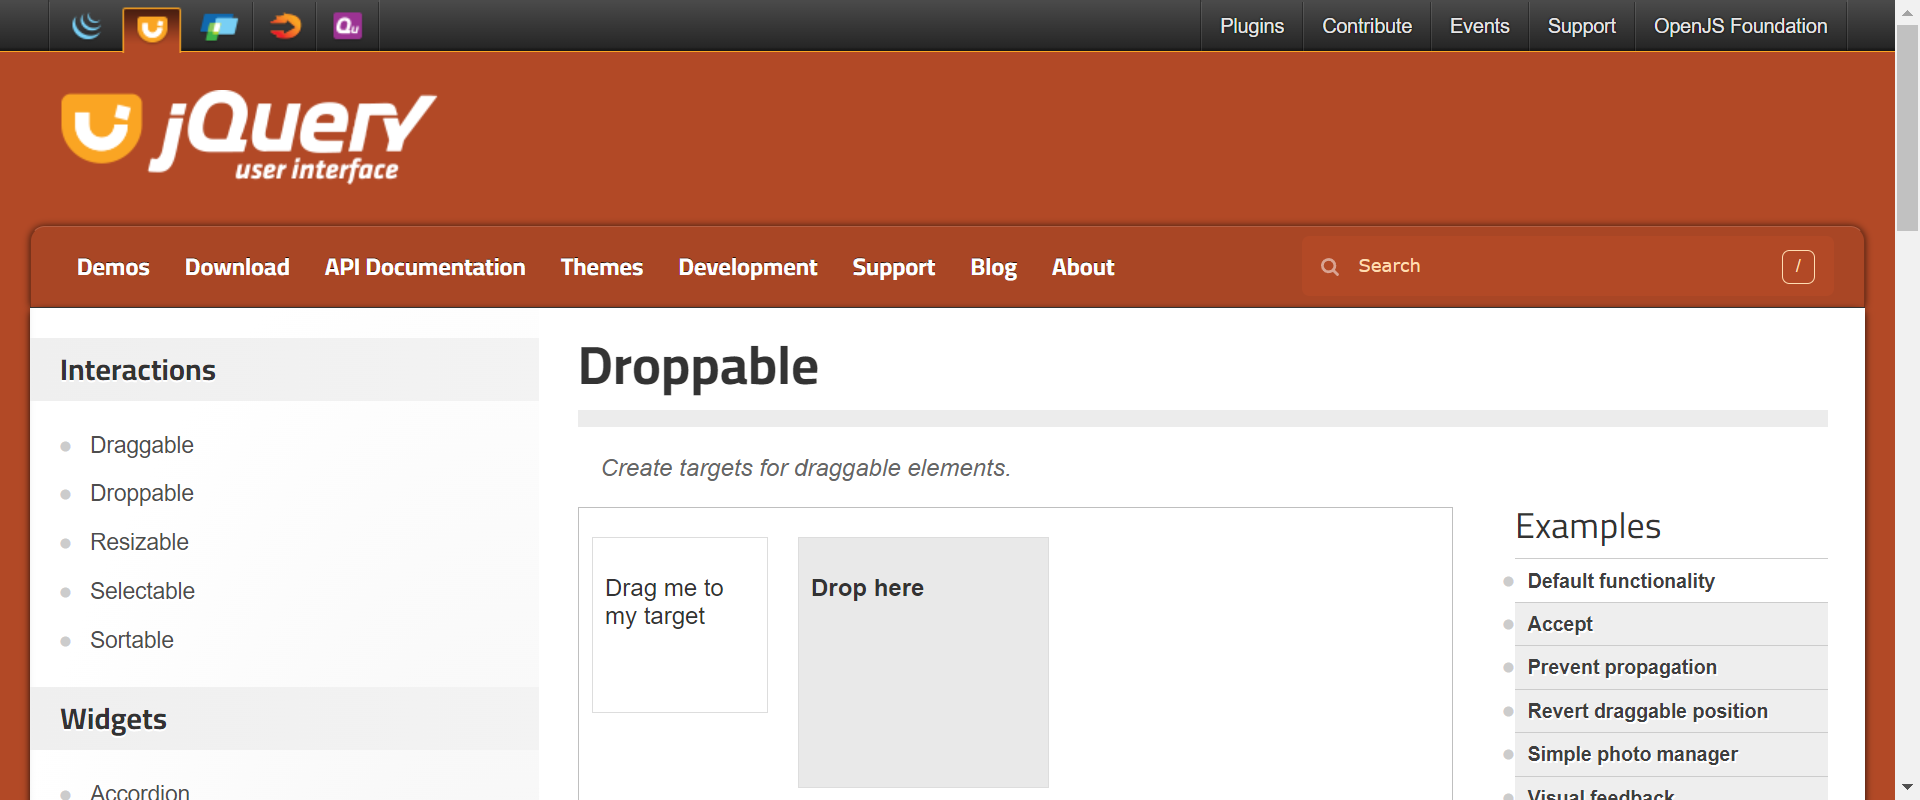 Qu
Plugins Contribute Events Support OpenJS Foundation
jQuery
user interface
Demos Download API Documentation Themes Development Support Blog About Search /
Interactions
Draggable
Droppable
Resizable
Selectable
Sortable
Widgets
Accordion
Droppable
Create targets for draggable elements.
Drag me to
my target
Drop here
Examples
Default functionality
Accept
Prevent propagation
Revert draggable position
Simple photo manager
Visual feedback